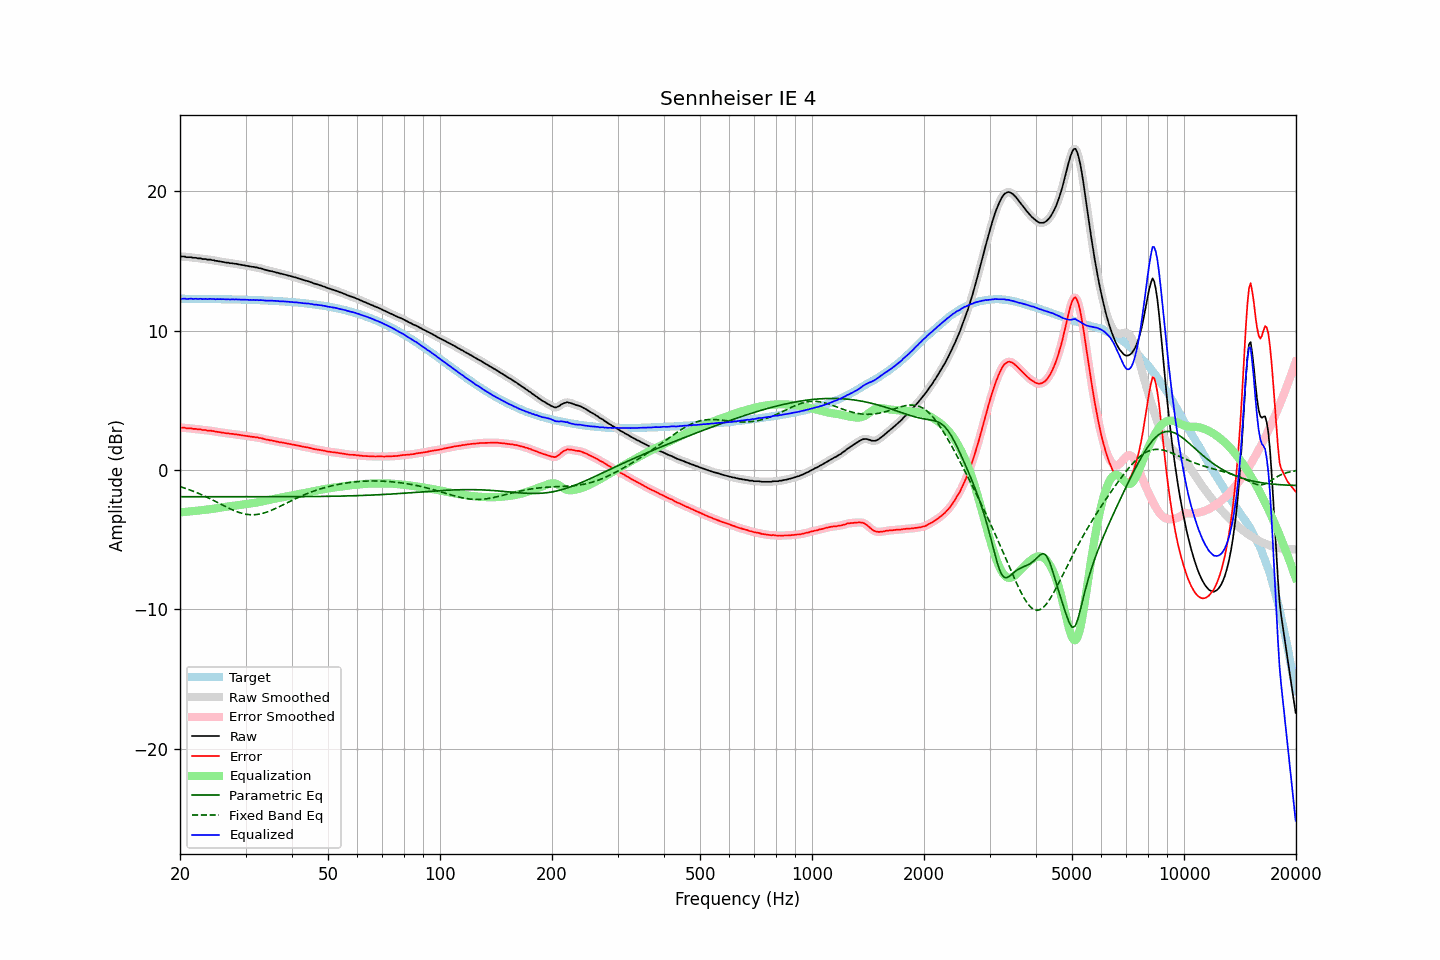 Sennheiser IE 4
Amplitude (dBr)
20
10
0
−10
−20
Target
Raw Smoothed
Error Smoothed
Raw
Error
Equalization
Parametric Eq
Fixed Band Eq
Equalized
20 50 100 200 500 1000 2000 5000 10000 20000
Frequency (Hz)